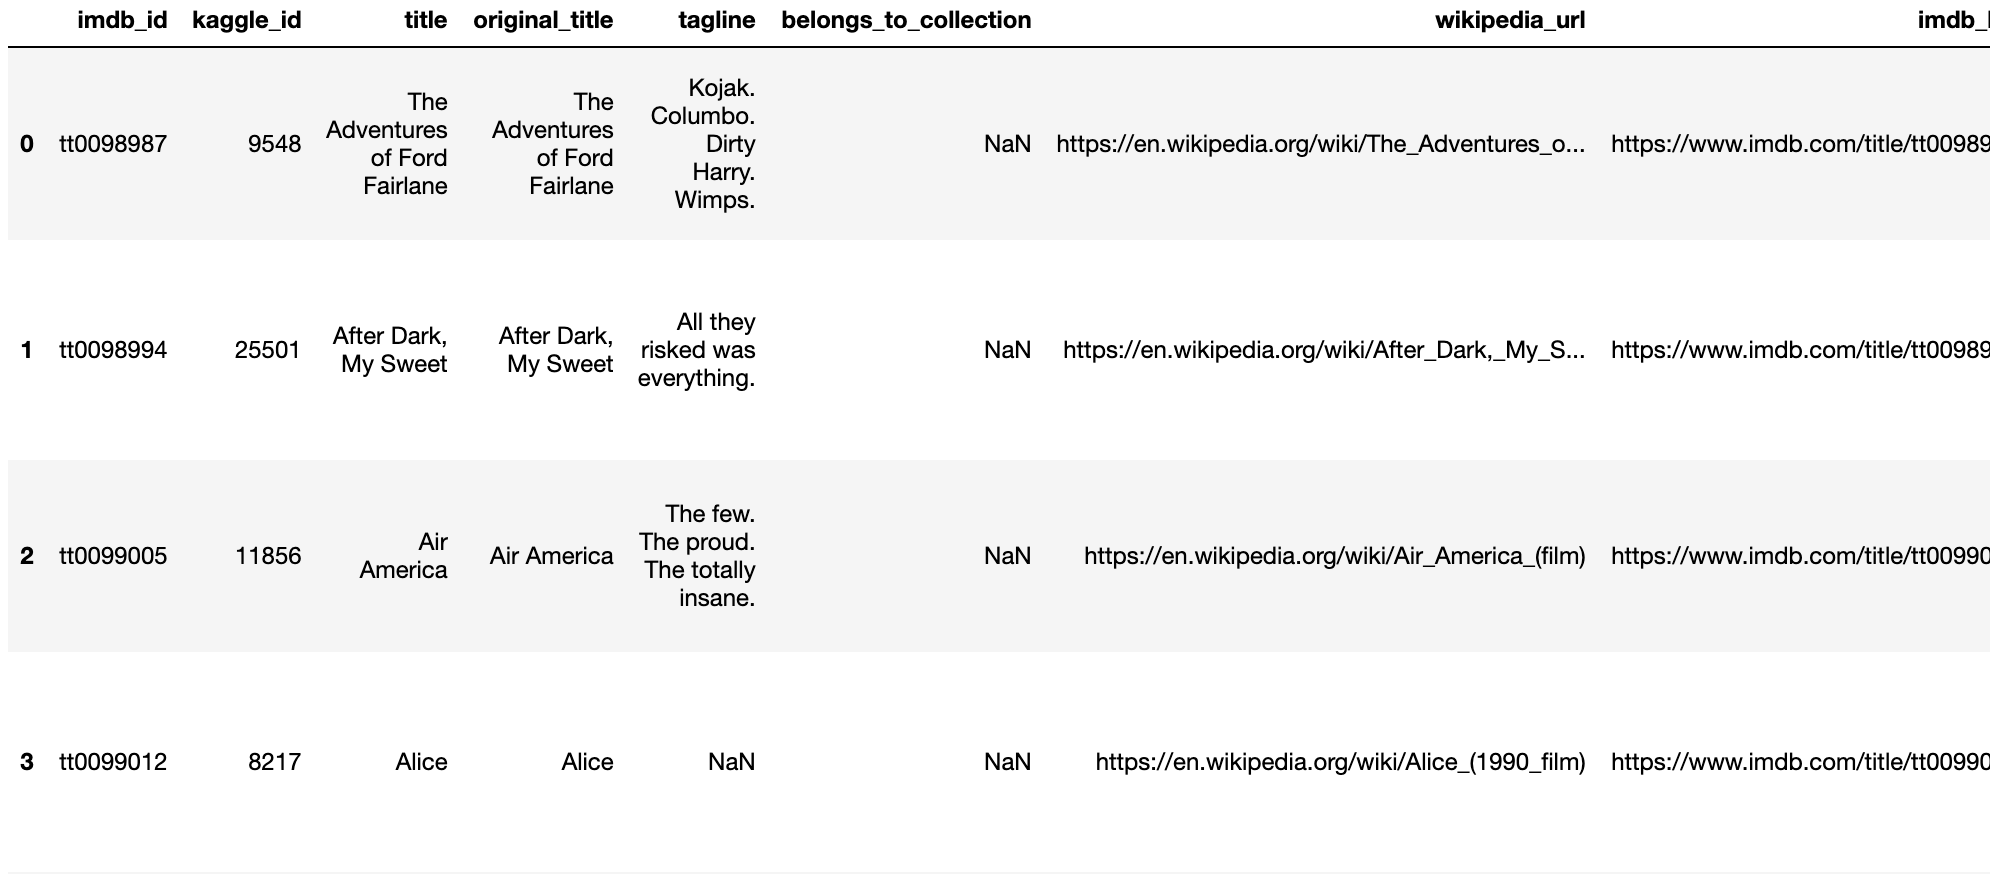 imdb_id kaggle_id title original_title tagline belongs_to_collection wikipedia_url imdb_l
0 tt0098987 9548 The Adventures of Ford Fairlane The Adventures of Ford Fairlane Kojak. Columbo. Dirty Harry. Wimps. NaN https://en.wikipedia.org/wiki/The_Adventures_o... https://www.imdb.com/title/tt00989
1 tt0098994 25501 After Dark, My Sweet After Dark, My Sweet All they risked was everything. NaN https://en.wikipedia.org/wiki/After_Dark,_My_S... https://www.imdb.com/title/tt00989
2 tt0099005 11856 Air America Air America The few. The proud. The totally insane. NaN https://en.wikipedia.org/wiki/Air_America_(film) https://www.imdb.com/title/tt00990
3 tt0099012 8217 Alice Alice NaN NaN https://en.wikipedia.org/wiki/Alice_(1990_film) https://www.imdb.com/title/tt00990